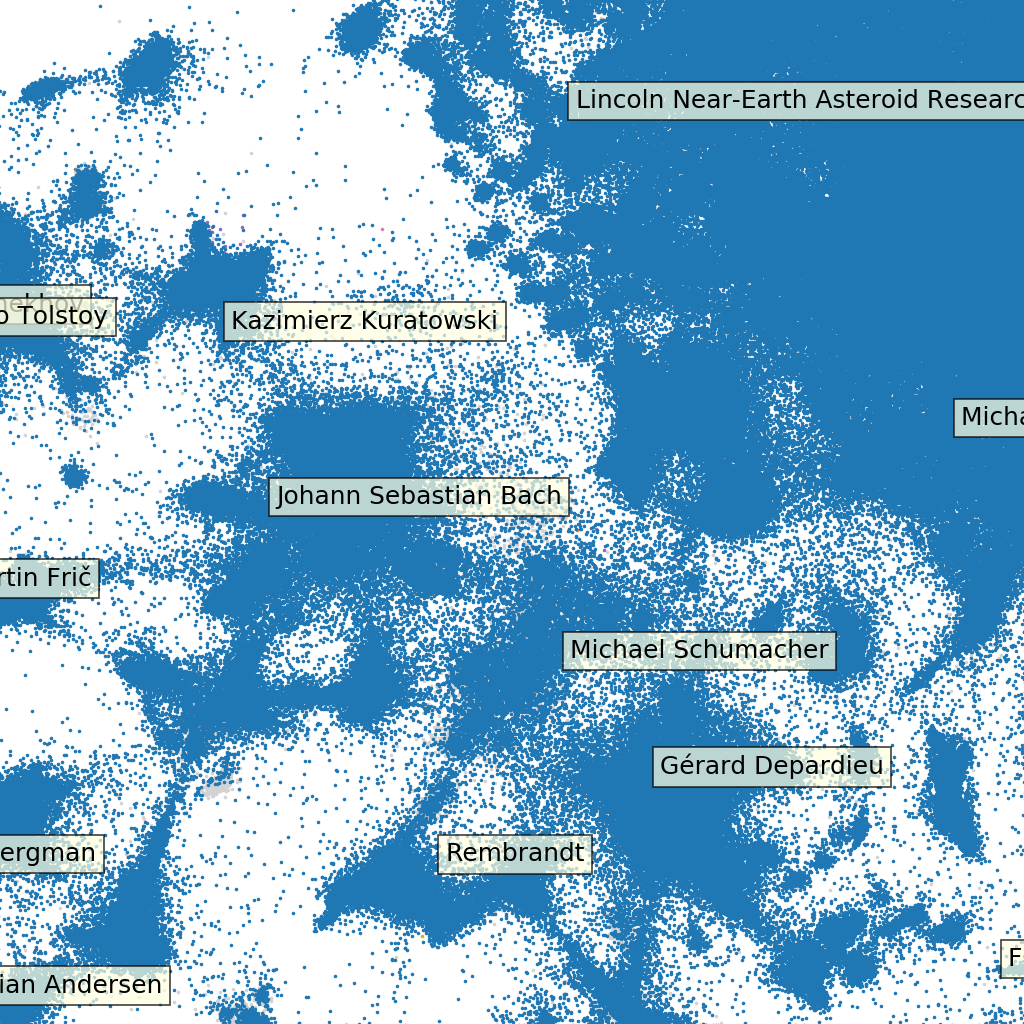 Lincoln Near-Earth Asteroid Researc
Tolstoy
Kazimierz Kuratowski
Micha
Johann Sebastian Bach
rtin Frič
Michael Schumacher
Gérard Depardieu
ergman
Rembrandt
F
ian Andersen